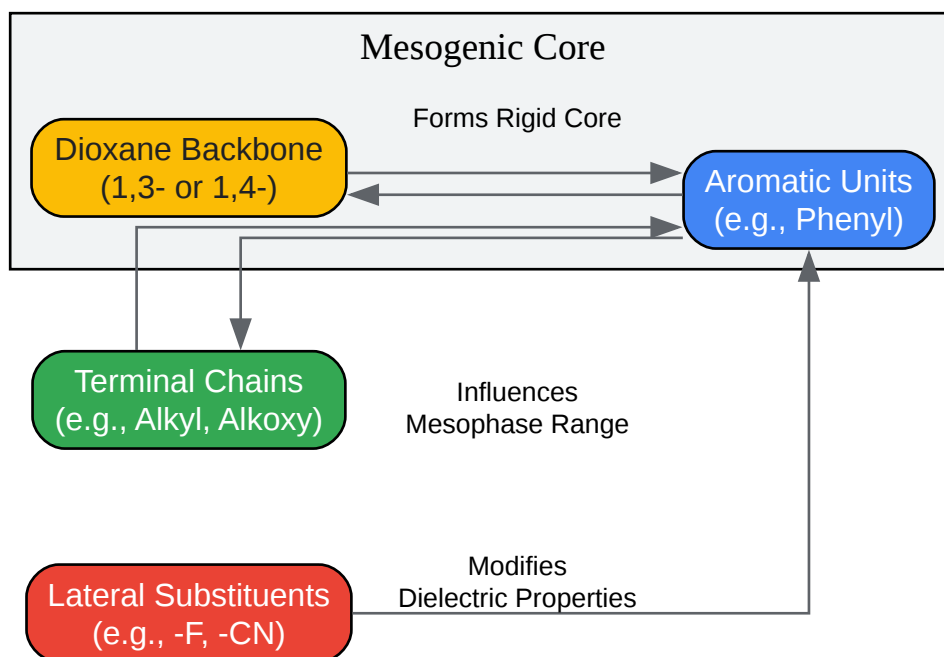 Mesogenic Core
Forms Rigid Core
Dioxane Backbone
(1,3- or 1,4-)
Aromatic Units
(e.g., Phenyl)
Terminal Chains
(e.g., Alkyl, Alkoxy)
Influences
Mesophase Range
Modifies
Dielectric Properties
Lateral Substituents
(e.g., -F, -CN)